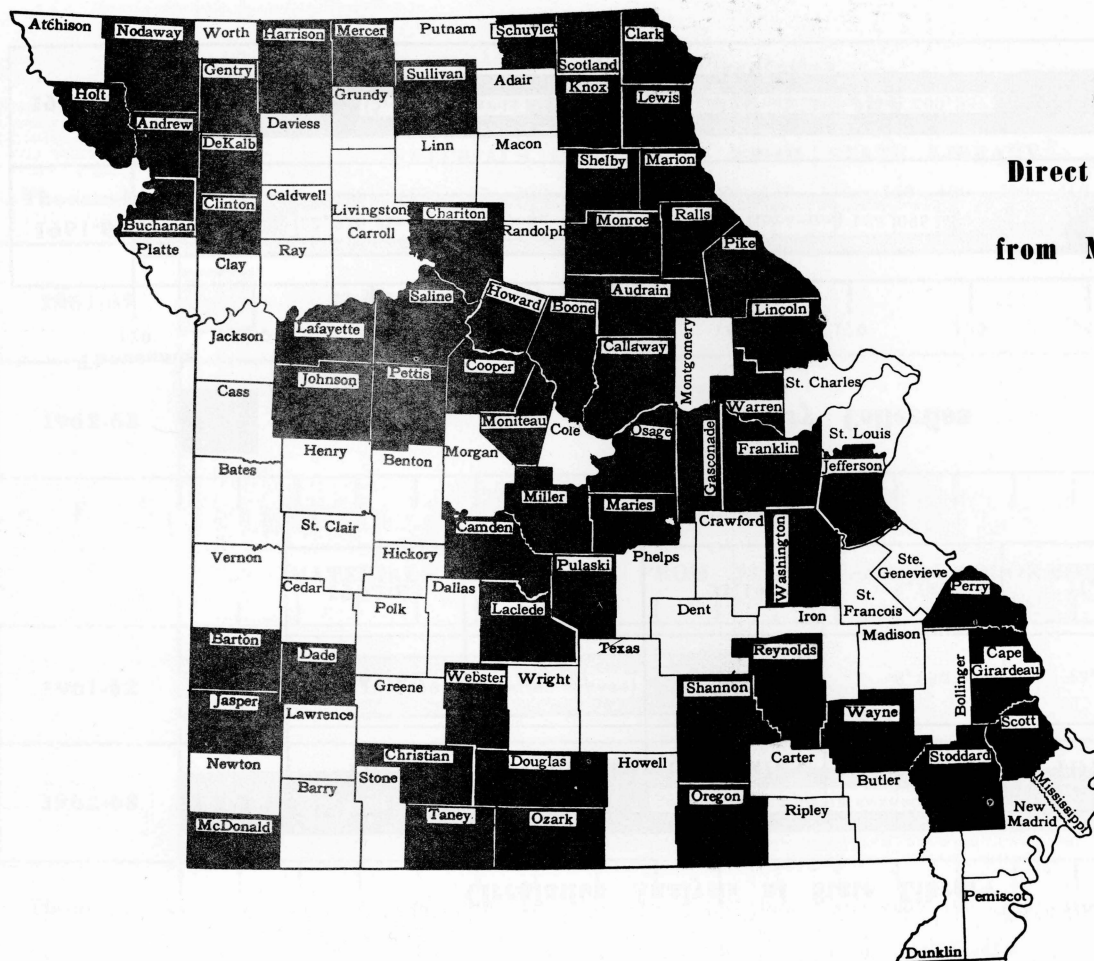 Direct
from M
Atchison
Nodaway
Worth
Harrison
Mercer
Putnam
Schuyler
Scotland
Clark
Gentry
Sullivan
Adair
Knox
Lewis
Holt
Grundy
Andrew
Daviess
DeKalb
Linn
Macon
Shelby
Marion
Clinton
Caldwell
Livingston
Chariton
Buchanan
Carroll
Randolph
Monroe
Ralls
Platte
Clay
Ray
Pike
Saline
Howard
Boone
Audrain
Lincoln
Jackson
Lafayette
Cooper
Callaway
Montgomery
Cass
Johnson
Pettis
St. Charles
Warren
Moniteau
Cole
Osage
Gasconade
Franklin
St. Louis
Henry
Benton
Morgan
Jefferson
Bates
Miller
Maries
St. Clair
Camden
Crawford
Washington
Vernon
Hickory
Pulaski
Phelps
Ste.
Genevieve
Cedar
Dallas
Polk
Laclede
Dent
Iron
St.
Francois
Perry
Barton
Dade
Texas
Madison
Reynolds
Cape
Girardeau
Greene
Webster
Wright
Shannon
Bollinger
Jasper
Lawrence
Wayne
Scott
Christian
Douglas
Howell
Carter
Stoddard
Newton
Barry
Stone
Butler
Mississippi
Oregon
Ripley
New
Madrid
McDonald
Taney
Ozark
Pemiscot
Dunklin